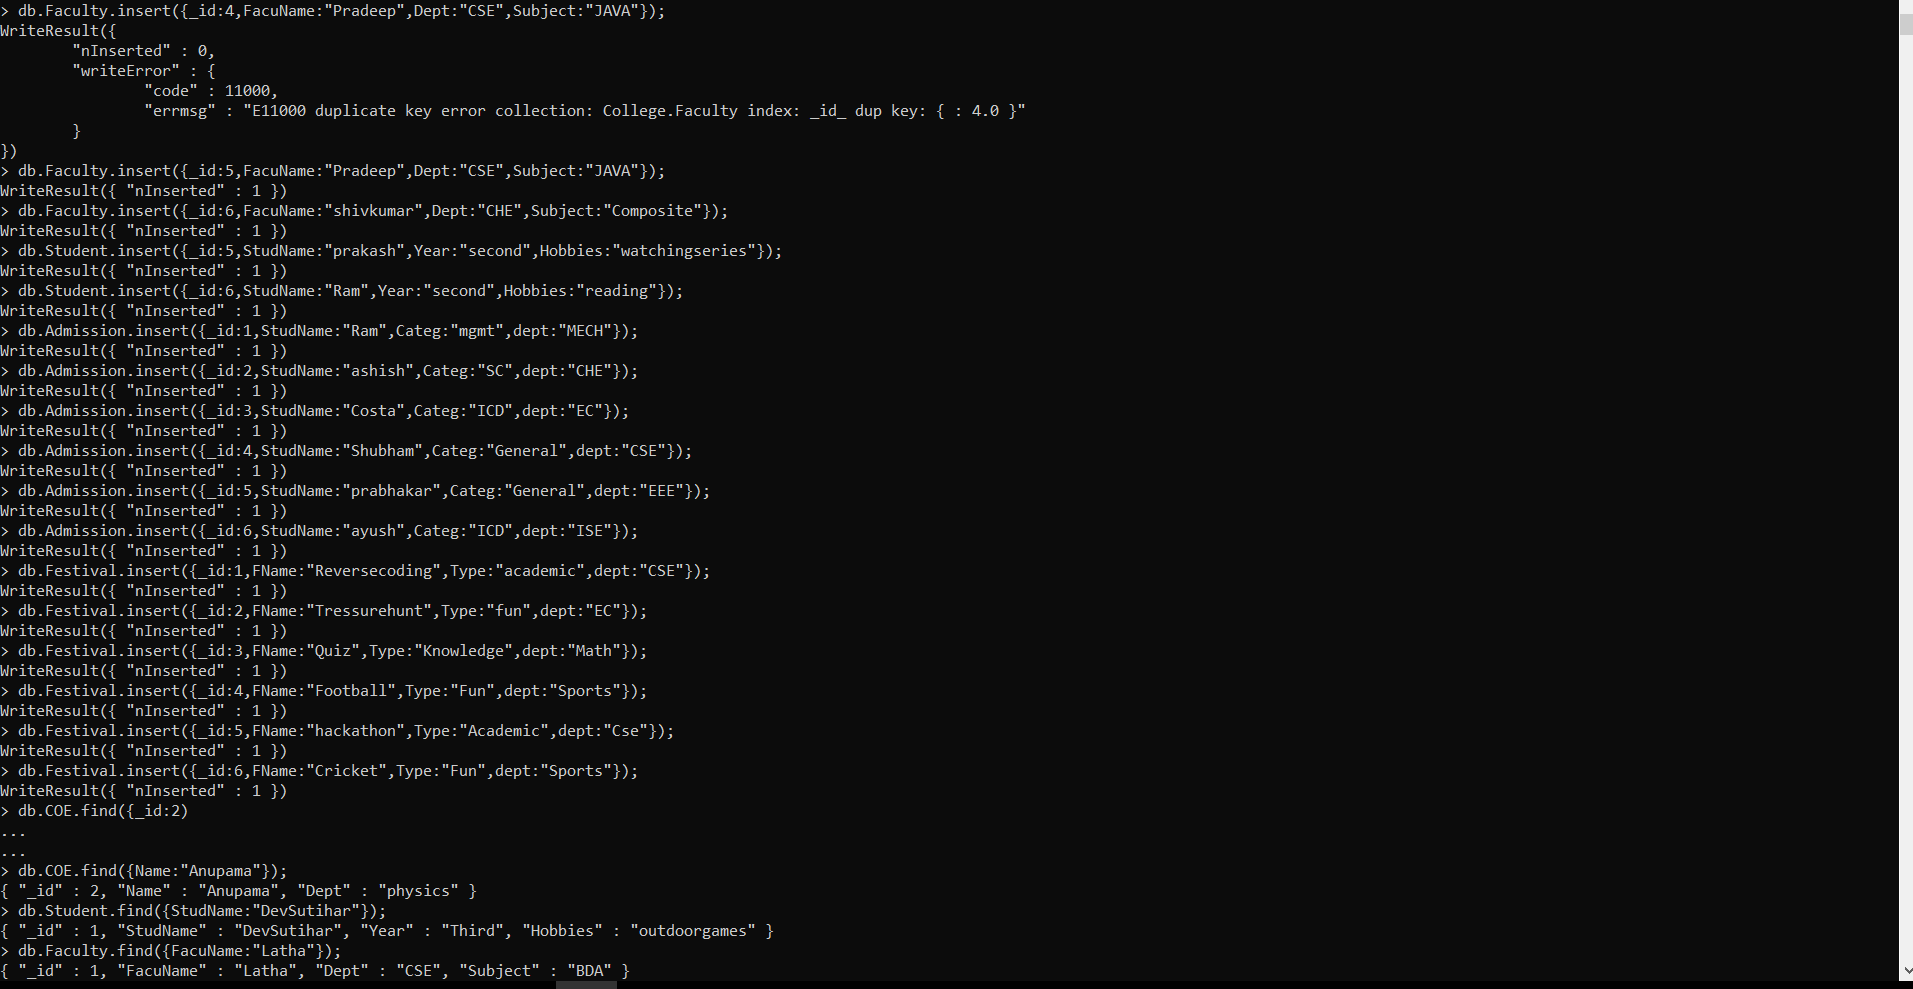 > db.Faculty.insert({_id:4,FacuName:"Pradeep",Dept:"CSE",Subject:"JAVA"});
WriteResult({
        "nInserted" : 0,
        "writeError" : {
                "code" : 11000,
                "errmsg" : "E11000 duplicate key error collection: College.Faculty index: _id_ dup key: { : 4.0 }"
        }
})
> db.Faculty.insert({_id:5,FacuName:"Pradeep",Dept:"CSE",Subject:"JAVA"});
WriteResult({ "nInserted" : 1 })
> db.Faculty.insert({_id:6,FacuName:"shivkumar",Dept:"CHE",Subject:"Composite"});
WriteResult({ "nInserted" : 1 })
> db.Student.insert({_id:5,StudName:"prakash",Year:"second",Hobbies:"watchingseries"});
WriteResult({ "nInserted" : 1 })
> db.Student.insert({_id:6,StudName:"Ram",Year:"second",Hobbies:"reading"});
WriteResult({ "nInserted" : 1 })
> db.Admission.insert({_id:1,StudName:"Ram",Categ:"mgmt",dept:"MECH"});
WriteResult({ "nInserted" : 1 })
> db.Admission.insert({_id:2,StudName:"ashish",Categ:"SC",dept:"CHE"});
WriteResult({ "nInserted" : 1 })
> db.Admission.insert({_id:3,StudName:"Costa",Categ:"ICD",dept:"EC"});
WriteResult({ "nInserted" : 1 })
> db.Admission.insert({_id:4,StudName:"Shubham",Categ:"General",dept:"CSE"});
WriteResult({ "nInserted" : 1 })
> db.Admission.insert({_id:5,StudName:"prabhakar",Categ:"General",dept:"EEE"});
WriteResult({ "nInserted" : 1 })
> db.Admission.insert({_id:6,StudName:"ayush",Categ:"ICD",dept:"ISE"});
WriteResult({ "nInserted" : 1 })
> db.Festival.insert({_id:1,FName:"Reversecoding",Type:"academic",dept:"CSE"});
WriteResult({ "nInserted" : 1 })
> db.Festival.insert({_id:2,FName:"Tressurehunt",Type:"fun",dept:"EC"});
WriteResult({ "nInserted" : 1 })
> db.Festival.insert({_id:3,FName:"Quiz",Type:"Knowledge",dept:"Math"});
WriteResult({ "nInserted" : 1 })
> db.Festival.insert({_id:4,FName:"Football",Type:"Fun",dept:"Sports"});
WriteResult({ "nInserted" : 1 })
> db.Festival.insert({_id:5,FName:"hackathon",Type:"Academic",dept:"Cse"});
WriteResult({ "nInserted" : 1 })
> db.Festival.insert({_id:6,FName:"Cricket",Type:"Fun",dept:"Sports"});
WriteResult({ "nInserted" : 1 })
> db.COE.find({_id:2)
...
...
> db.COE.find({Name:"Anupama"});
{ "_id" : 2, "Name" : "Anupama", "Dept" : "physics" }
> db.Student.find({StudName:"DevSutihar"});
{ "_id" : 1, "StudName" : "DevSutihar", "Year" : "Third", "Hobbies" : "outdoorgames" }
> db.Faculty.find({FacuName:"Latha"});
{ "_id" : 1, "FacuName" : "Latha", "Dept" : "CSE", "Subject" : "BDA" }